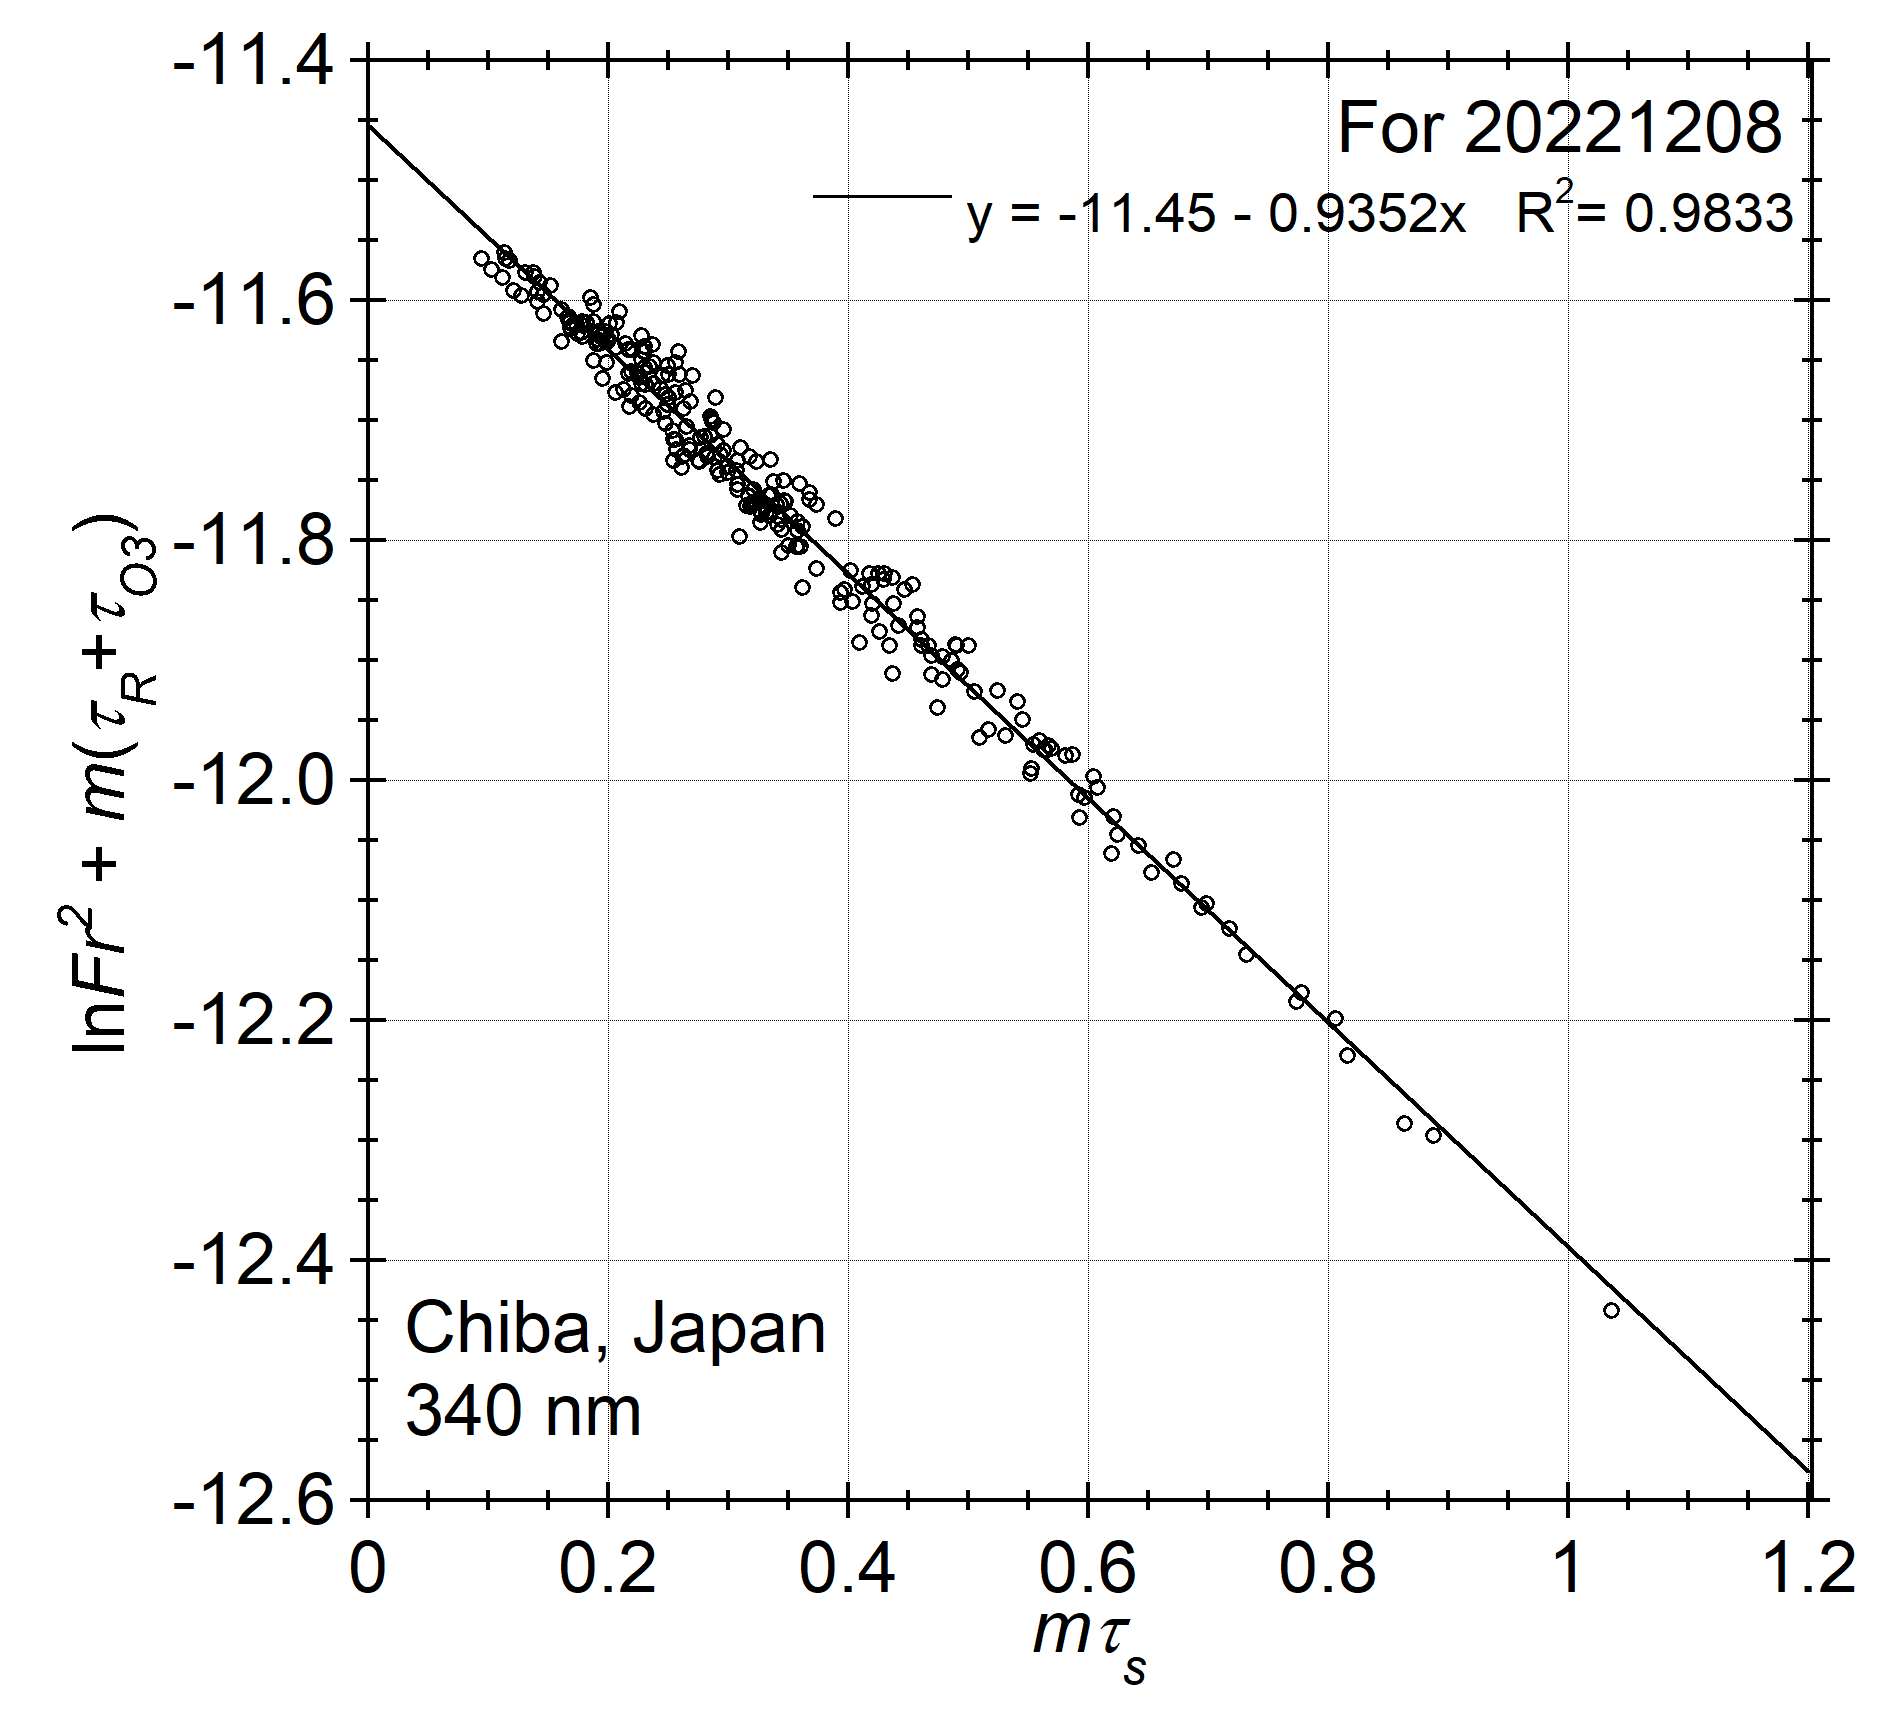 For 20221208
y = -11.45 - 0.9352x R²= 0.9833
-11.4
-11.6
-11.8
-12.0
-12.2
-12.4
-12.6
lnFr² + m(τR+τO3)
Chiba, Japan
340 nm
0 0.2 0.4 0.6 0.8 1 1.2
mτs